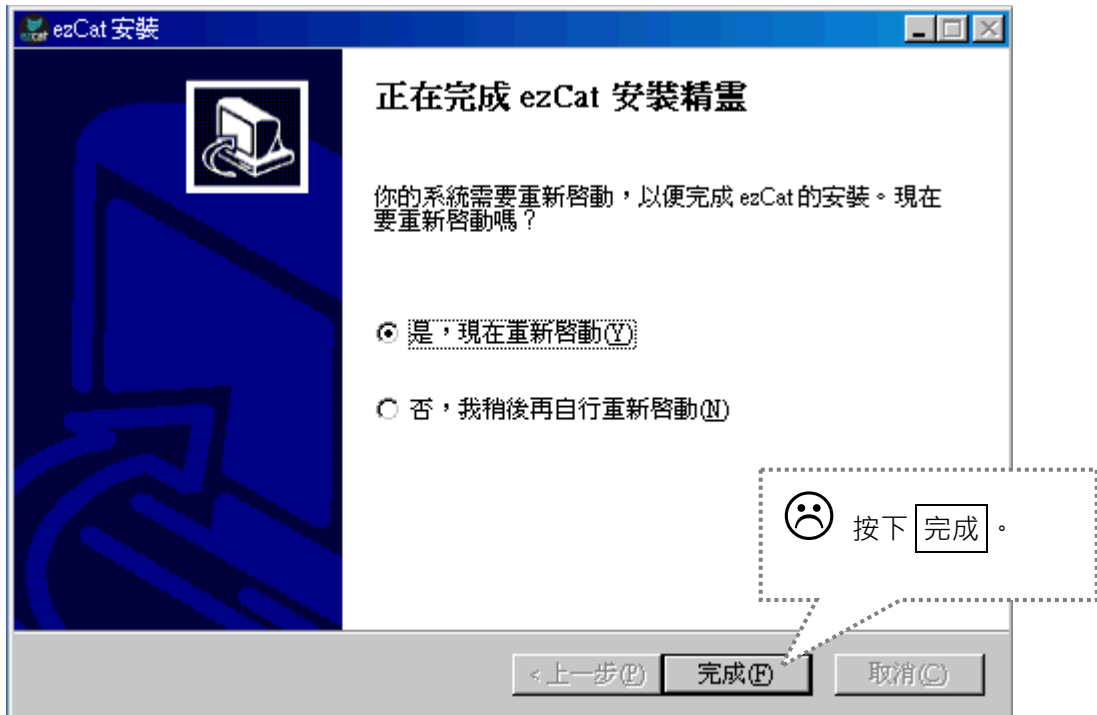 ezCat 安裝
正在完成 ezCat 安裝精靈
你的系統需要重新啓動，以便完成 ezCat 的安裝。現在
要重新啓動嗎？
是，現在重新啓動(Y)
否，我稍後再自行重新啓動(N)
按下 完成 。
< 上一步(P)
完成(F)
取消(C)